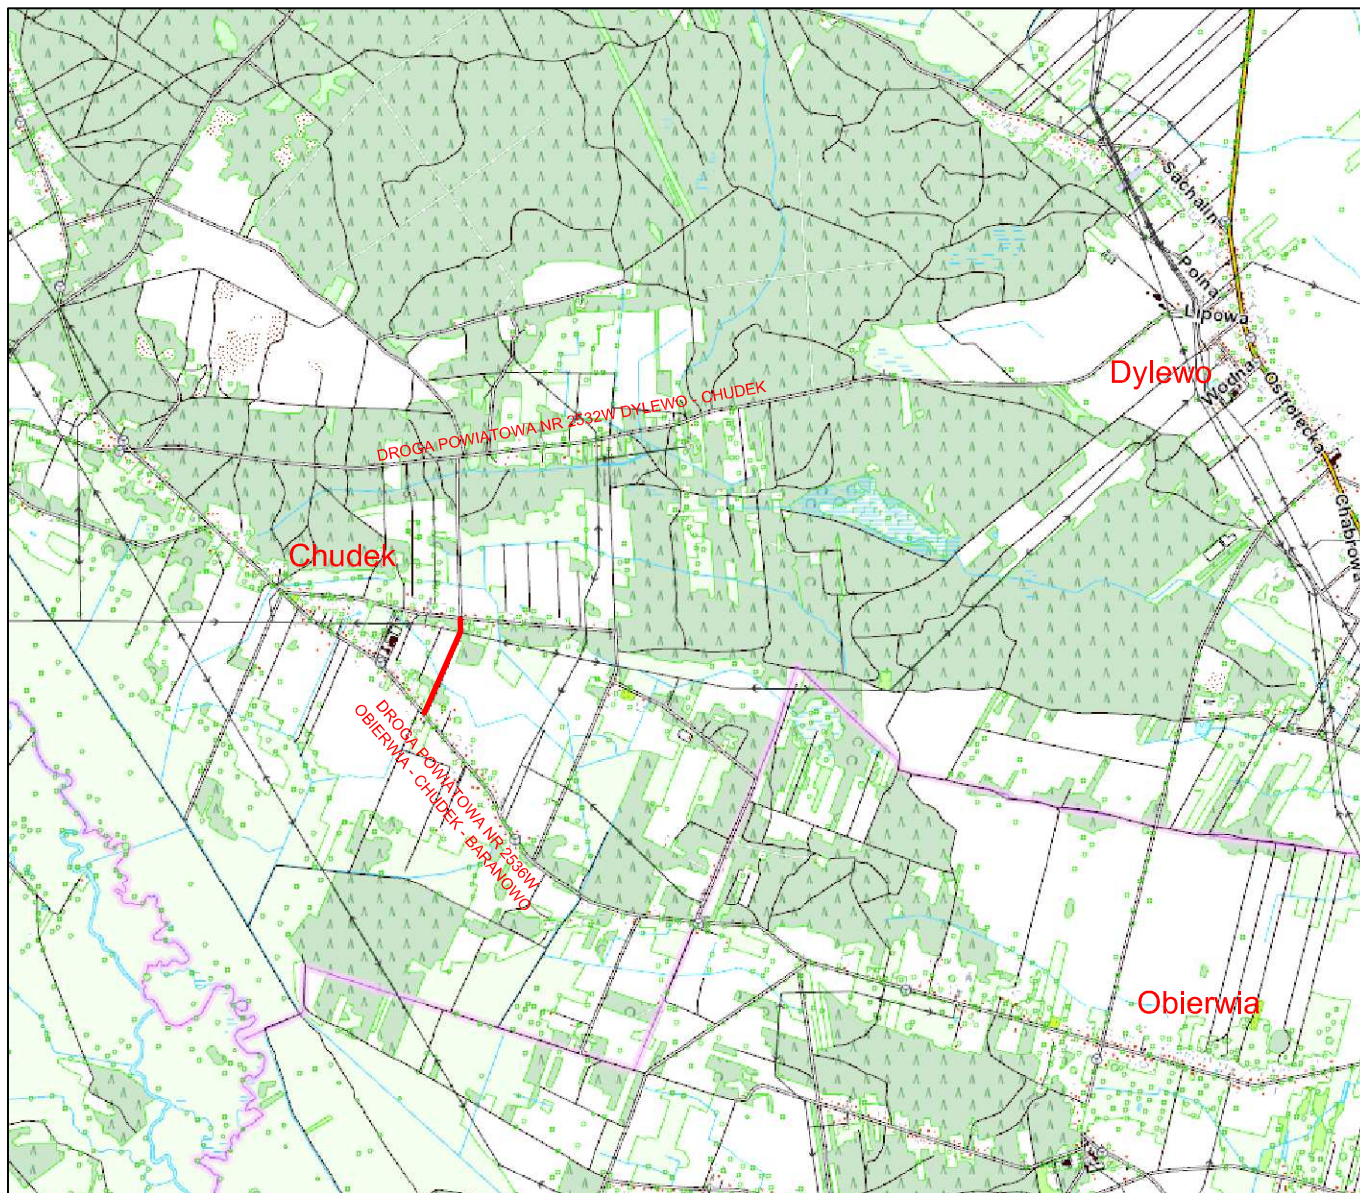 Sachalin
Polna
Lipowa
Dylewo
Wodna
Ostrołęcka
DROGA POWIATOWA NR 2532W DYLEWO - CHUDEK
Chabrowa
Chudek
DROGA POWIATOWA NR 2536W
OBIERWIA - CHUDEK - BARANOWO
Obierwia